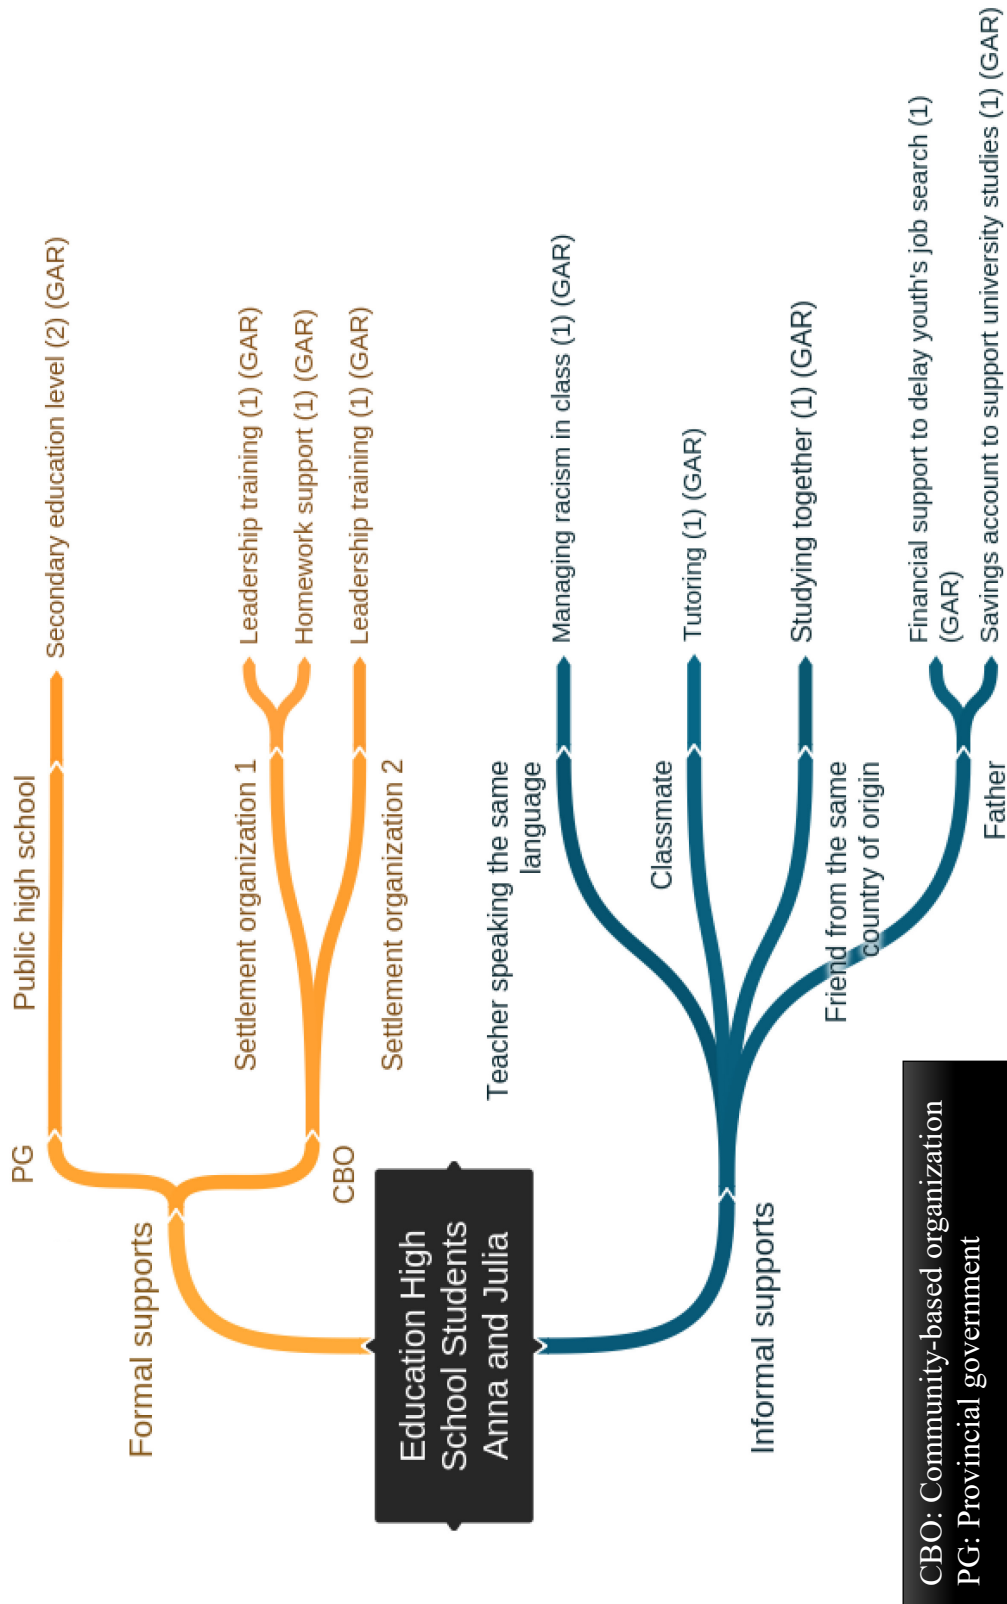 Education High
School Students
Anna and Julia
Formal supports
PG
Public high school
Secondary education level (2) (GAR)
CBO
Settlement organization 1
Leadership training (1) (GAR)
Homework support (1) (GAR)
Settlement organization 2
Leadership training (1) (GAR)
Informal supports
Teacher speaking the same
language
Managing racism in class (1) (GAR)
Classmate
Tutoring (1) (GAR)
Friend from the same
country of origin
Studying together (1) (GAR)
Father
Financial support to delay youth's job search (1)
(GAR)
Savings account to support university studies (1) (GAR)
CBO: Community-based organization
PG: Provincial government